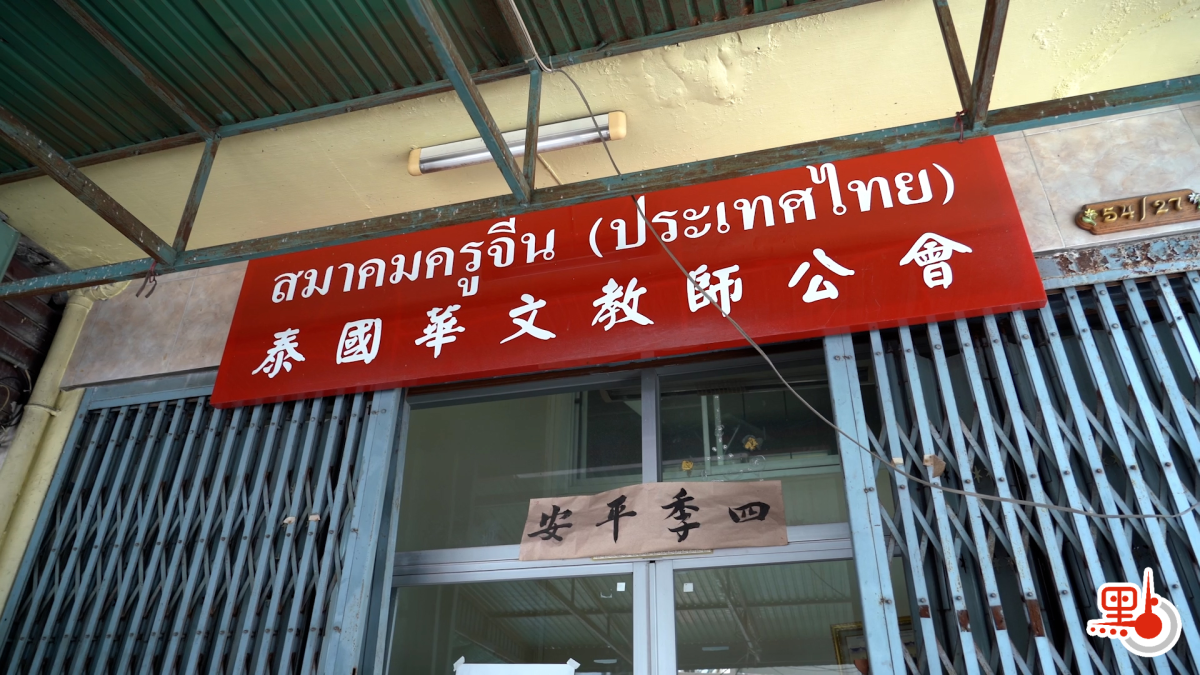 สมาคมครูจีน (ประเทศไทย)
泰國華文教師公會
54/27
四季平安
點